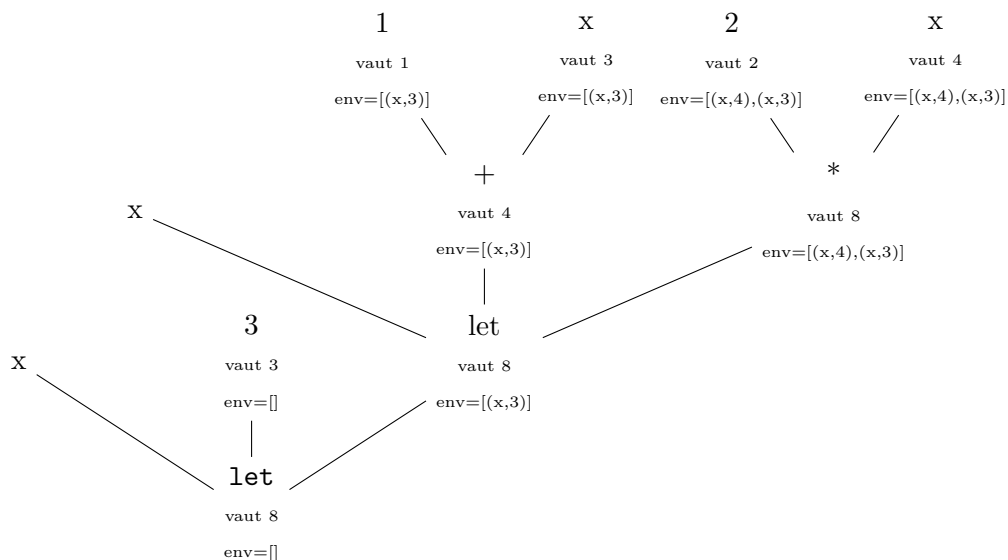 1 x 2 x
vaut 1 vaut 3 vaut 2 vaut 4
env=[(x,3)] env=[(x,3)] env=[(x,4),(x,3)] env=[(x,4),(x,3)]
+ *
x vaut 4 vaut 8
env=[(x,3)] env=[(x,4),(x,3)]
3 let
x vaut 3 vaut 8
env=[] env=[(x,3)]
let
vaut 8
env=[]